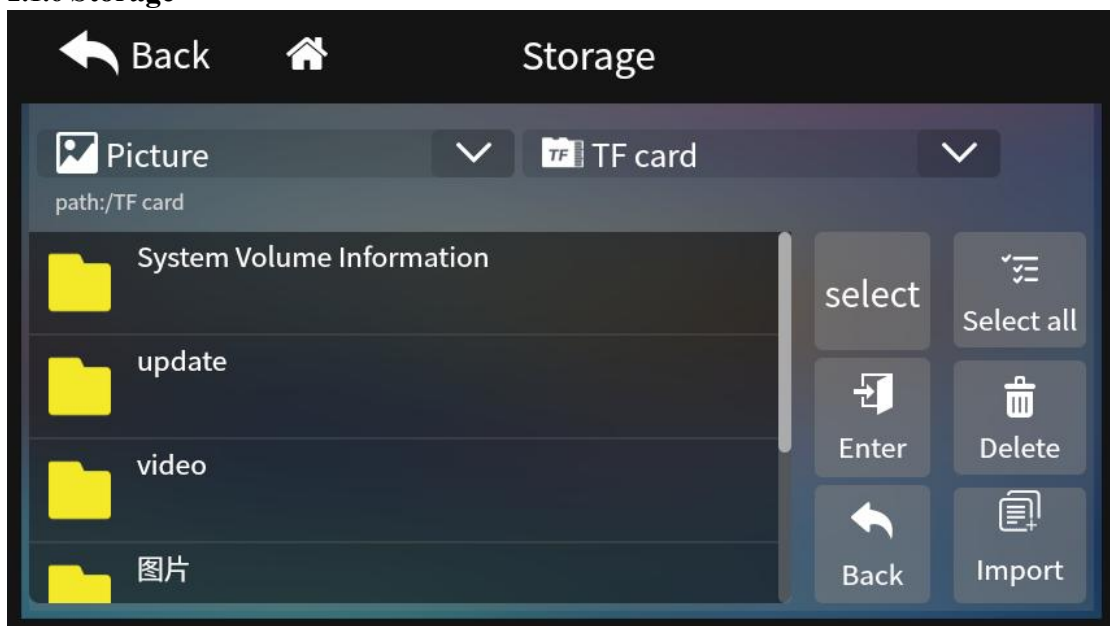 Back
Storage
Picture
TF TF card
path:/TF card
System Volume Information
update
video
图片
select
Select all
Enter
Delete
Back
Import